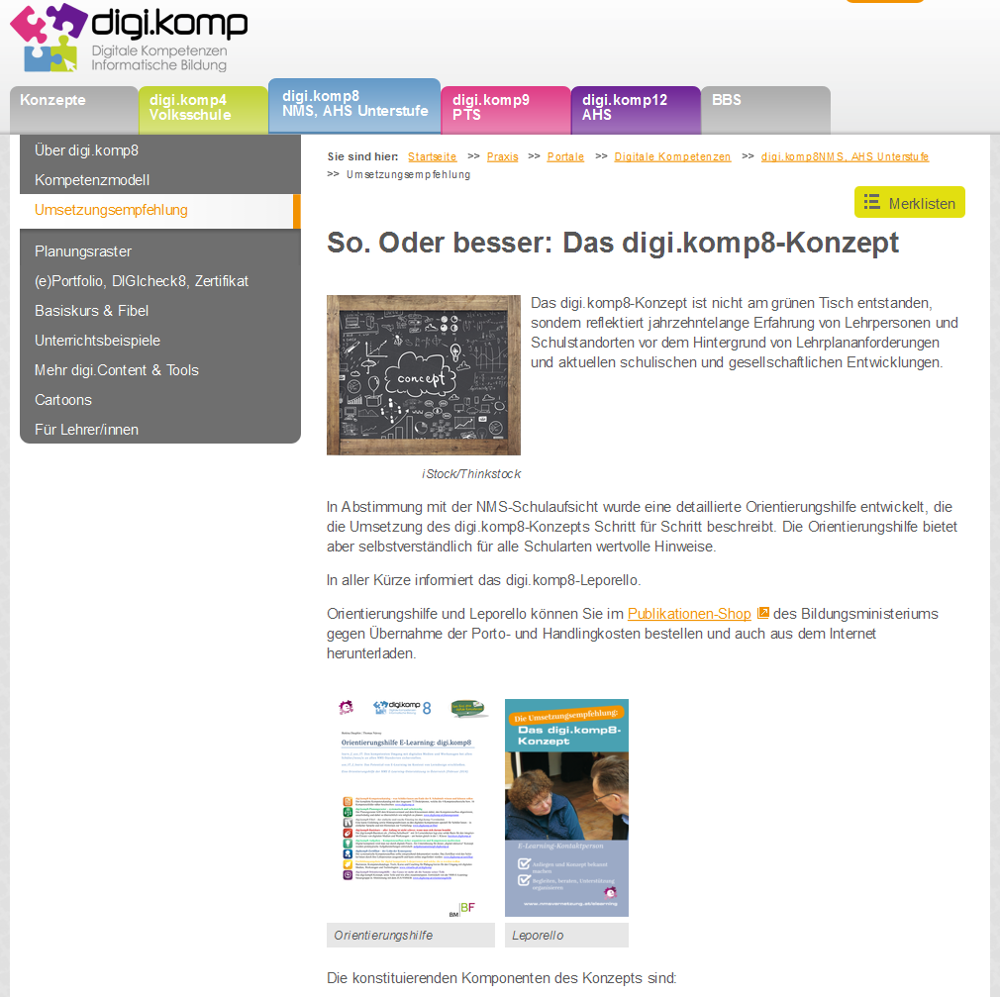 digi.komp
Digitale Kompetenzen
Informatische Bildung
Konzepte
digi.komp4
Volksschule
digi.komp8
NMS, AHS Unterstufe
digi.komp9
PTS
digi.komp12
AHS
BBS
Über digi.komp8
Kompetenzmodell
Umsetzungsempfehlung
Planungsraster
(e)Portfolio, DIGIcheck8, Zertifikat
Basiskurs & Fibel
Unterrichtsbeispiele
Mehr digi.Content & Tools
Cartoons
Für Lehrer/innen
Sie sind hier: Startseite >> Praxis >> Portale >> Digitale Kompetenzen >> digi.komp8NMS, AHS Unterstufe
>> Umsetzungsempfehlung
Merklisten
So. Oder besser: Das digi.komp8-Konzept
concept
Das digi.komp8-Konzept ist nicht am grünen Tisch entstanden,
sondern reflektiert jahrzehntelange Erfahrung von Lehrpersonen und
Schulstandorten vor dem Hintergrund von Lehrplananforderungen
und aktuellen schulischen und gesellschaftlichen Entwicklungen.
iStock/Thinkstock
In Abstimmung mit der NMS-Schulaufsicht wurde eine detaillierte Orientierungshilfe entwickelt, die
die Umsetzung des digi.komp8-Konzepts Schritt für Schritt beschreibt. Die Orientierungshilfe bietet
aber selbstverständlich für alle Schularten wertvolle Hinweise.
In aller Kürze informiert das digi.komp8-Leporello.
Orientierungshilfe und Leporello können Sie im Publikationen-Shop des Bildungsministeriums
gegen Übernahme der Porto- und Handlingkosten bestellen und auch aus dem Internet
herunterladen.
digi.komp 8
Orientierungshilfe E-Learning: digi.komp8
BM BF
Orientierungshilfe
Die Umsetzungsempfehlung:
Das digi.komp8-
Konzept
E-Learning-Kontaktperson
Anliegen und Konzept bekannt
machen
Begleiten, beraten, Unterstützung
organisieren
www.nmsvernetzung.at/elearning
Leporello
Die konstituierenden Komponenten des Konzepts sind: